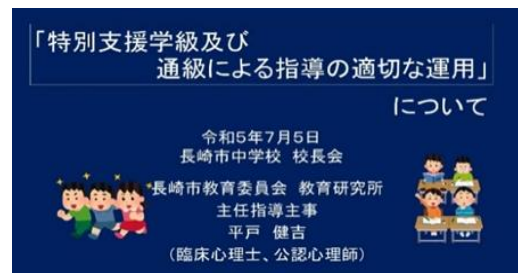 「特別支援学級及び
通級による指導の適切な運用」
について
令和5年7月5日
長崎市中学校 校長会
長崎市教育委員会 教育研究所
主任指導主事
平戸 健吉
（臨床心理士、公認心理師）